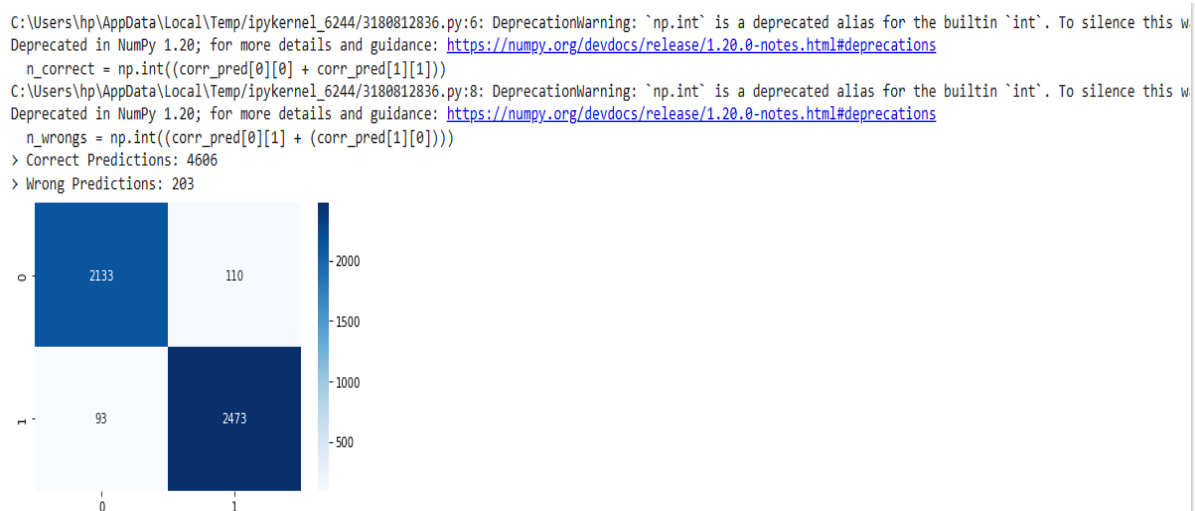 C:\Users\hp\AppData\Local\Temp/ipykernel_6244/3180812836.py:6: DeprecationWarning: `np.int` is a deprecated alias for the builtin `int`. To silence this w
Deprecated in NumPy 1.20; for more details and guidance: https://numpy.org/devdocs/release/1.20.0-notes.html#deprecations
  n_correct = np.int((corr_pred[0][0] + corr_pred[1][1]))
C:\Users\hp\AppData\Local\Temp/ipykernel_6244/3180812836.py:8: DeprecationWarning: `np.int` is a deprecated alias for the builtin `int`. To silence this w
Deprecated in NumPy 1.20; for more details and guidance: https://numpy.org/devdocs/release/1.20.0-notes.html#deprecations
  n_wrongs = np.int((corr_pred[0][1] + (corr_pred[1][0])))
> Correct Predictions: 4606
> Wrong Predictions: 203
0
2133
110
1
93
2473
0
1
2000
1500
1000
500